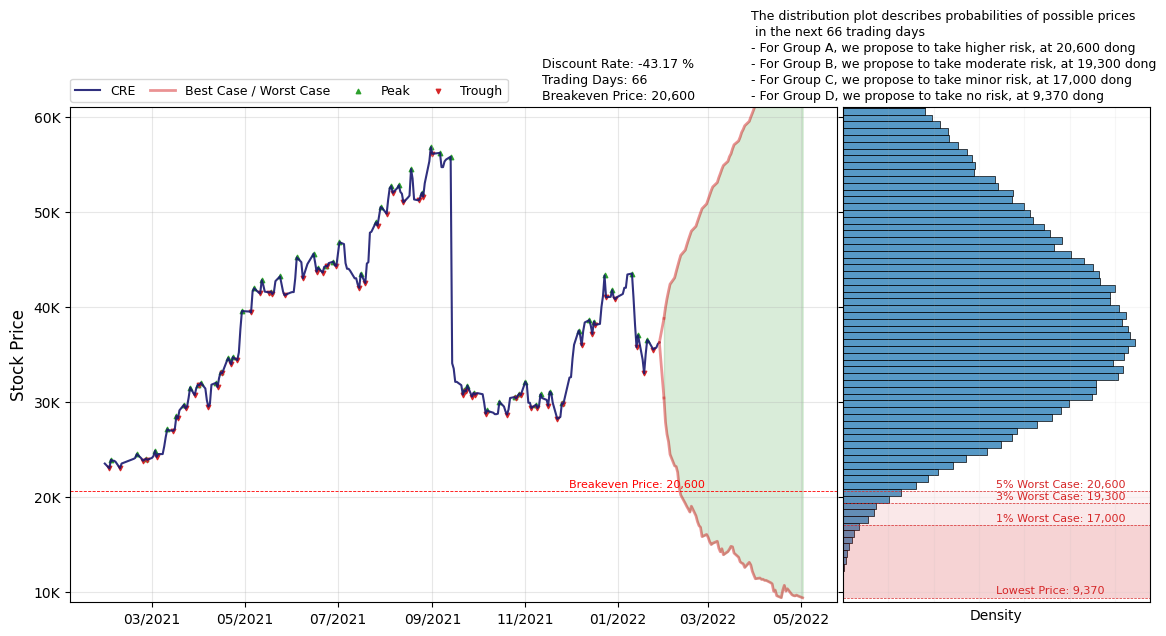 The distribution plot describes probabilities of possible prices
in the next 66 trading days
- For Group A, we propose to take higher risk, at 20,600 dong
- For Group B, we propose to take moderate risk, at 19,300 dong
- For Group C, we propose to take minor risk, at 17,000 dong
- For Group D, we propose to take no risk, at 9,370 dong
Discount Rate: -43.17 %
Trading Days: 66
Breakeven Price: 20,600
CRE
Best Case / Worst Case
Peak
Trough
Stock Price
60K
50K
40K
30K
20K
10K
Breakeven Price: 20,600
5% Worst Case: 20,600
3% Worst Case: 19,300
1% Worst Case: 17,000
Lowest Price: 9,370
03/2021
05/2021
07/2021
09/2021
11/2021
01/2022
03/2022
05/2022
Density